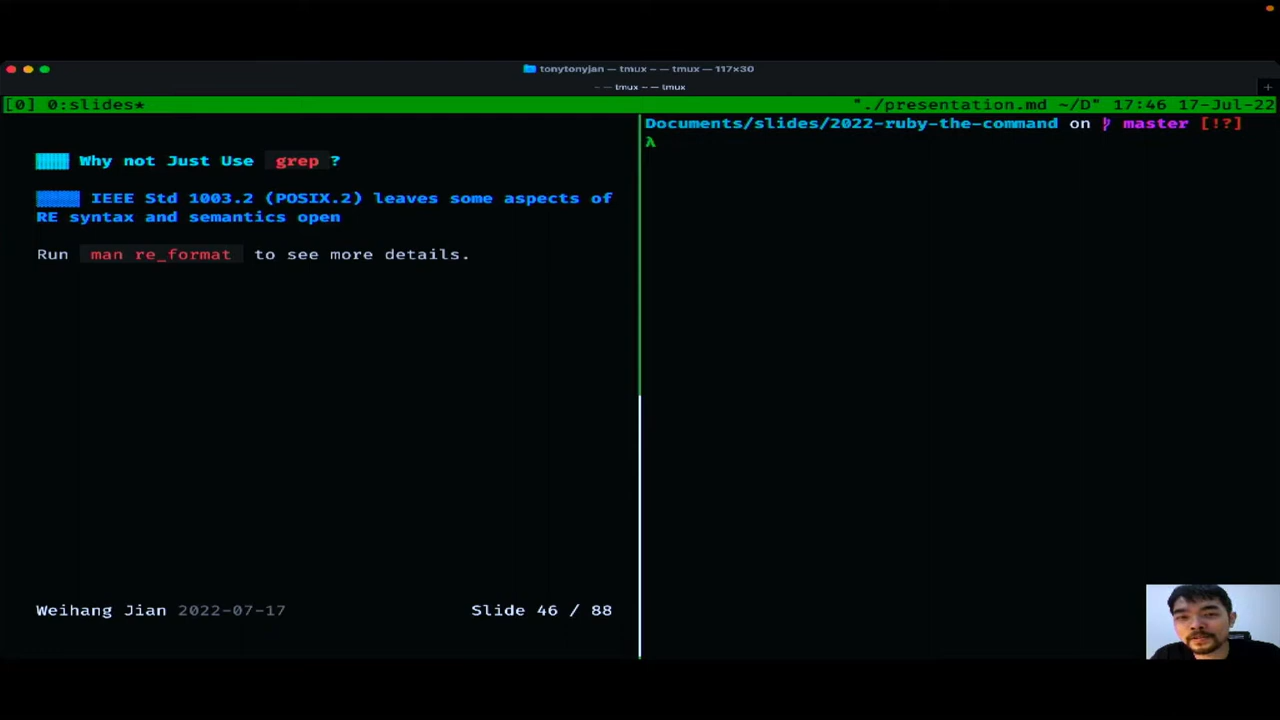 tonytonyjan — tmux - — tmux — 117×30
- — tmux - — tmux
[0] 0:slides* "./presentation.md ~/D" 17:46 17-Jul-22
Why not Just Use grep ?
IEEE Std 1003.2 (POSIX.2) leaves some aspects of
RE syntax and semantics open
Run man re_format to see more details.
Weihang Jian 2022-07-17 Slide 46 / 88
Documents/slides/2022-ruby-the-command on master [!?]
λ